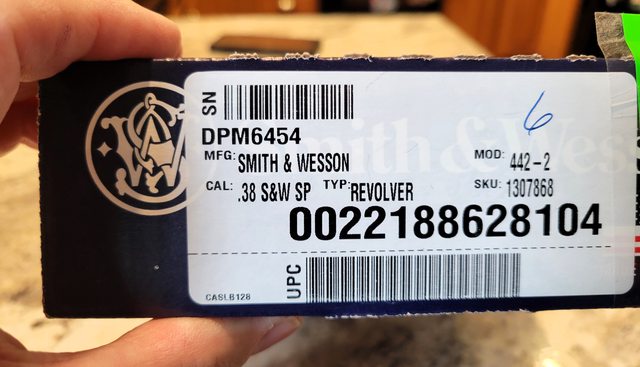 SN
DPM6454
MFG: SMITH & WESSON MOD: 442-2
CAL: .38 S&W SP TYP: REVOLVER SKU: 1307868
0022188628104
UPC
CASLB128
6
Smith & Wess